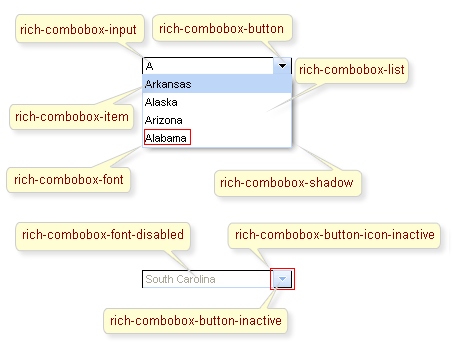 rich-combobox-input
rich-combobox-button
A
rich-combobox-list
Arkansas
Alaska
rich-combobox-item
Arizona
Alabama
rich-combobox-font
rich-combobox-shadow
rich-combobox-font-disabled
rich-combobox-button-icon-inactive
South Carolina
rich-combobox-button-inactive